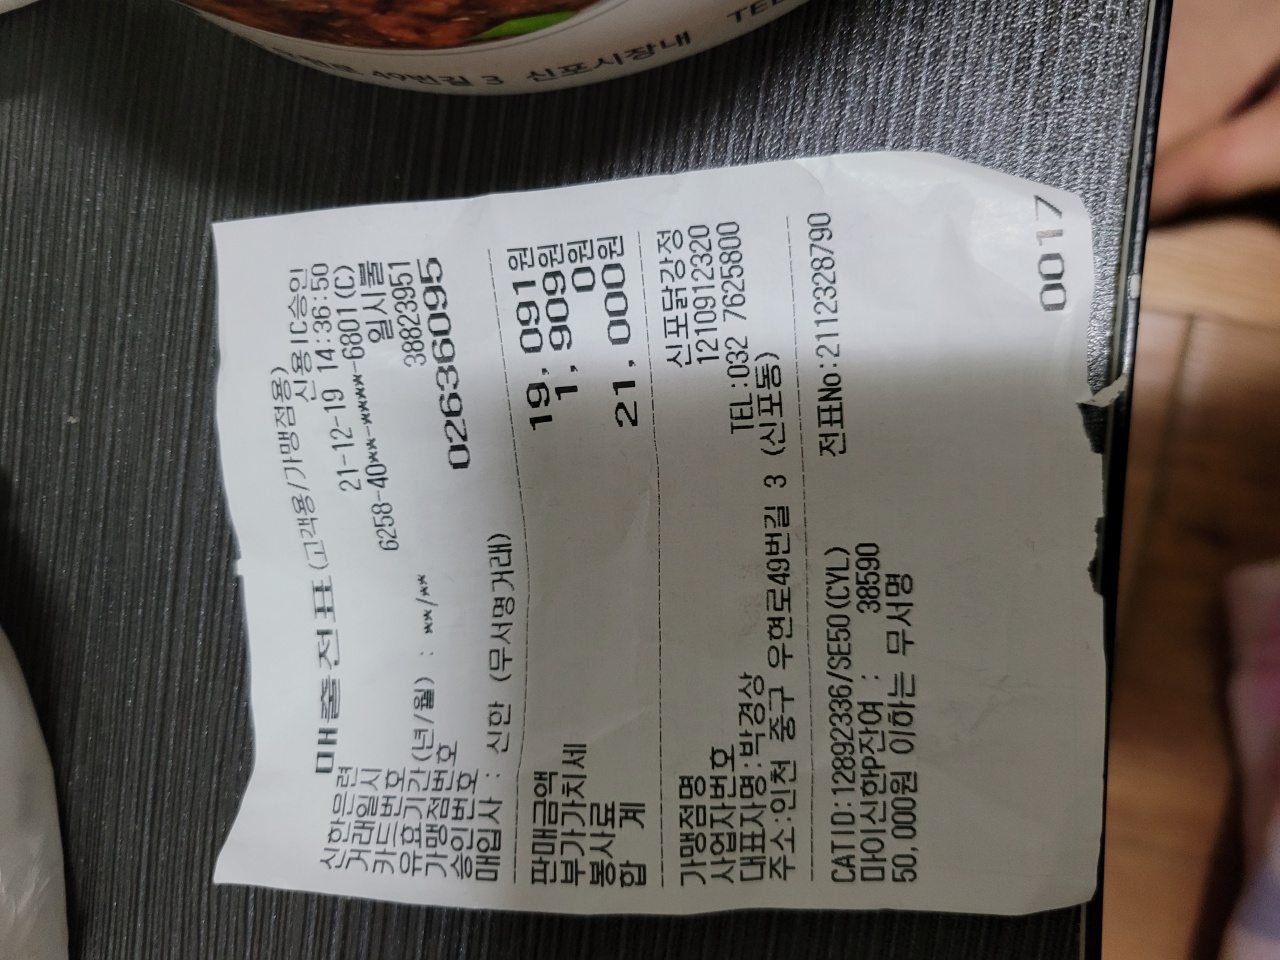 49번길 3 신포시장내
TEL
매출전표(고객용/가맹점용)
신한은련 신용IC승인
거래일시 21-12-19 14:36:50
카드번호 6258-40**-****-6801(C)
유효기간(년/월) : **/** 일시불
가맹점번호 38823951
승인번호 02636095
매입사 : 신한 (무서명거래)
판매금액 19,091원
부가가치세 1,909원
봉사료 0원
합 계 21,000원
가맹점명 신포닭강정
사업자번호 1210912320
대표자명:박경상 TEL:032 7625800
주소:인천 중구 우현로49번길 3 (신포동)
CATID:12892336/SE50(CYL) 전표No:2112328790
마이신한P잔여 : 38590
50,000원 이하는 무서명
0017